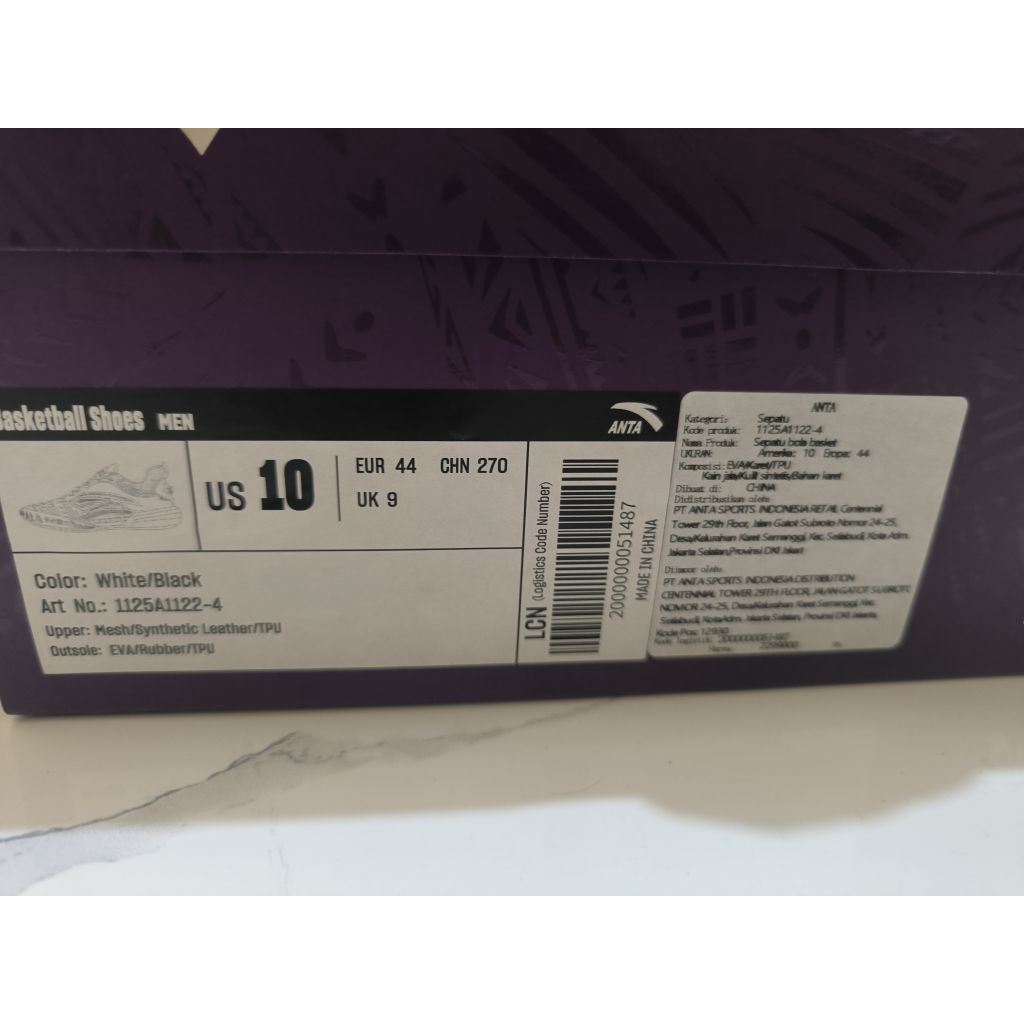 Basketball Shoes MEN
ANTA
US 10
EUR 44 CHN 270
UK 9
Color: White/Black
Art No.: 1125A1122-4
Upper: Mesh/Synthetic Leather/TPU
Outsole: EVA/Rubber/TPU
LCN (Logistics Code Number)
2000000051487
MADE IN CHINA
ANTA
Kategori: Sepatu
Kode produk: 1125A1122-4
Nama Produk: Sepatu bola basket
UKURAN: Amerika: 10 Eropa: 44
Komposisi: EVA/Karet/TPU
Kain jala/Kulit sintetis/Bahan karet
Dibuat di: CHINA
Didistribusikan oleh:
PT ANTA SPORTS INDONESIA RETAIL Centennial
Tower 29th Floor, Jalan Gatot Subroto Nomor 24-25,
Desa/Kelurahan Karet Semanggi, Kec. Setiabudi, Kota Adm.
Jakarta Selatan,Provinsi DKI Jakart
Diimpor oleh:
PT ANTA SPORTS INDONESIA DISTRIBUTION
CENTENNIAL TOWER 29TH FLOOR, JALAN GATOT SUBROTO
NOMOR 24-25, Desa/Kelurahan Karet Semanggi, Kec.
Setiabudi, Kota Adm. Jakarta Selatan, Provinsi DKI Jakarta,
Kode Pos: 12930
Kode logistik: 2000000051487
Harga: